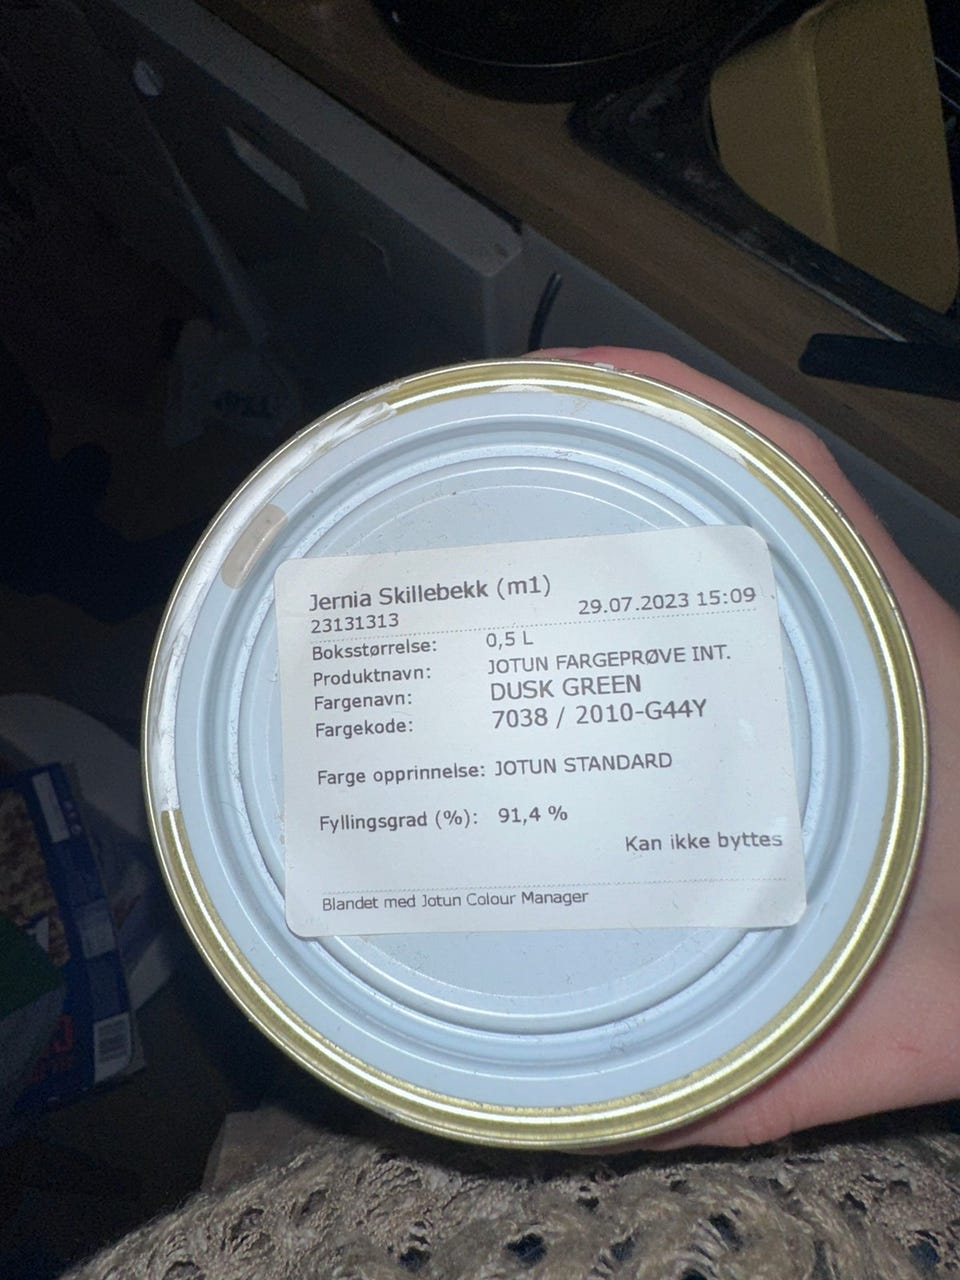 Jernia Skillebekk (m1)
23131313 29.07.2023 15:09
Boksstørrelse: 0,5 L
Produktnavn: JOTUN FARGEPRØVE INT.
Fargenavn: DUSK GREEN
Fargekode: 7038 / 2010-G44Y
Farge opprinnelse: JOTUN STANDARD
Fyllingsgrad (%): 91,4 %
Kan ikke byttes
Blandet med Jotun Colour Manager